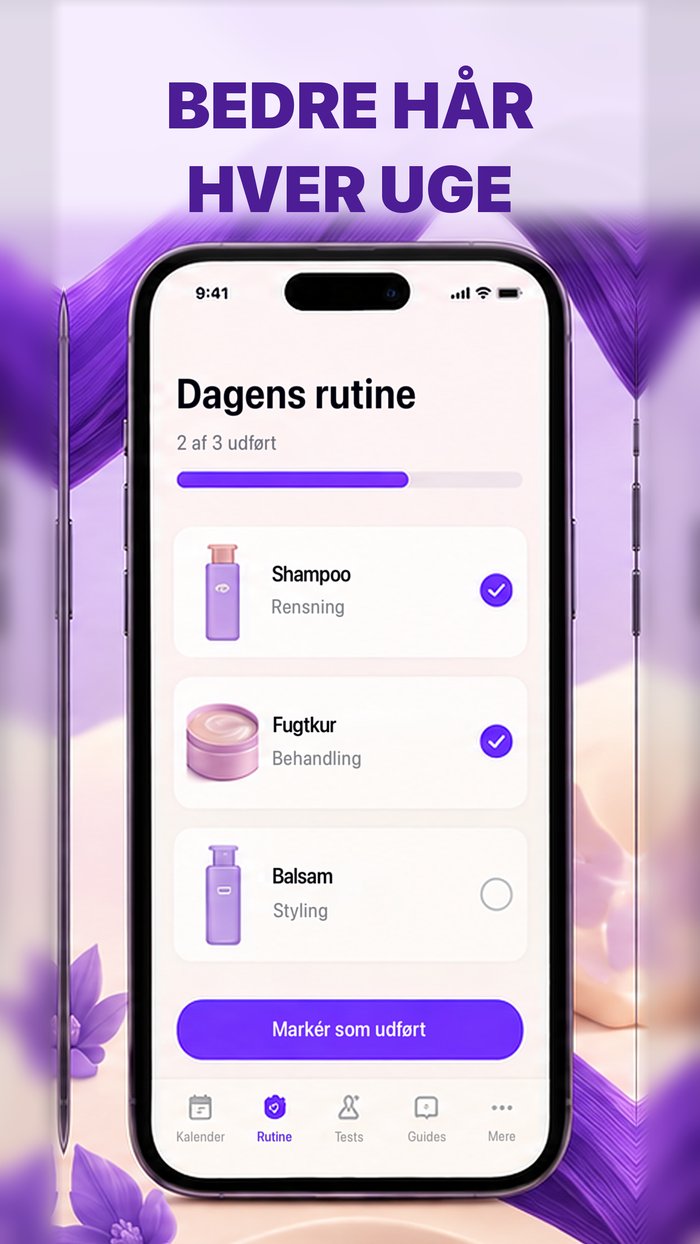 BEDRE HÅR
HVER UGE
9:41
Dagens rutine
2 af 3 udført
Shampoo
Rensning
Fugtkur
Behandling
Balsam
Styling
Markér som udført
Kalender
Rutine
Tests
Guides
Mere